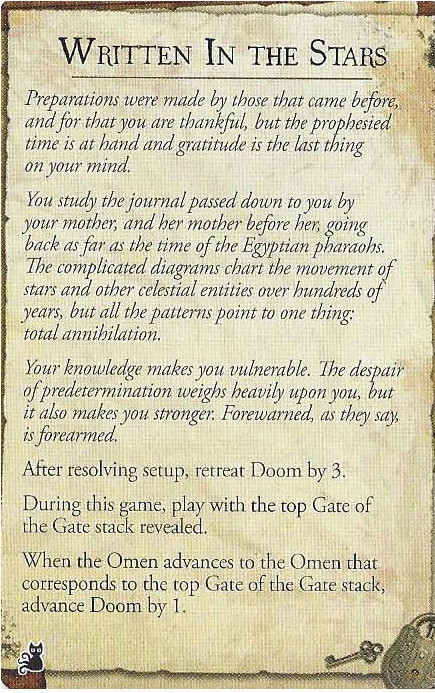 Written In the Stars
Preparations were made by those that came before,
and for that you are thankful, but the prophesied
time is at hand and gratitude is the last thing
on your mind.
You study the journal passed down to you by
your mother, and her mother before her, going
back as far as the time of the Egyptian pharaohs.
The complicated diagrams chart the movement of
stars and other celestial entities over hundreds of
years, but all the patterns point to one thing:
total annihilation.
Your knowledge makes you vulnerable. The despair
of predetermination weighs heavily upon you, but
it also makes you stronger. Forewarned, as they say,
is forearmed.
After resolving setup, retreat Doom by 3.
During this game, play with the top Gate of
the Gate stack revealed.
When the Omen advances to the Omen that
corresponds to the top Gate of the Gate stack,
advance Doom by 1.